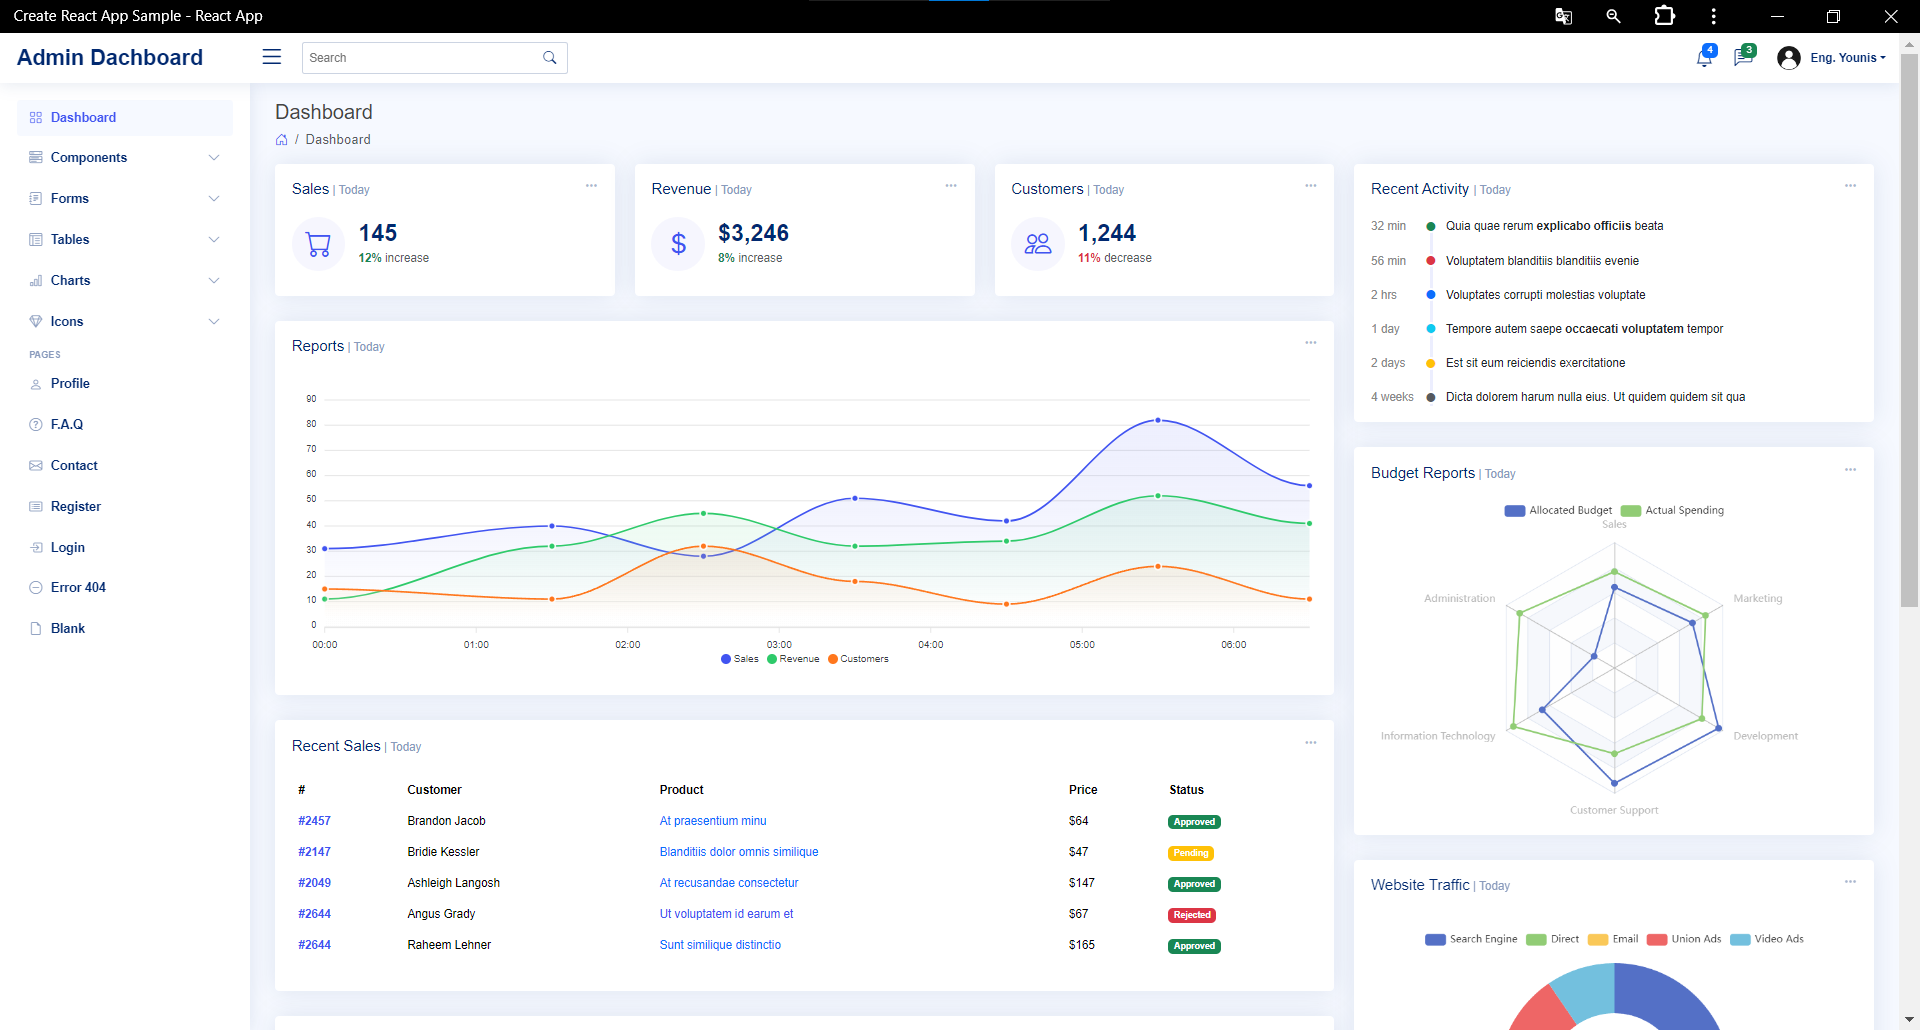 Create React App Sample - React App
Admin Dachboard
Search
4
3
Eng. Younis
Dashboard
Components
Forms
Tables
Charts
Icons
PAGES
Profile
F.A.Q
Contact
Register
Login
Error 404
Blank
Dashboard
/ Dashboard
Sales | Today
145
12% increase
Revenue | Today
$
$3,246
8% increase
Customers | Today
1,244
11% decrease
Reports | Today
90
80
70
60
50
40
30
20
10
0
00:00 01:00 02:00 03:00 04:00 05:00 06:00
Sales Revenue Customers
Recent Sales | Today
# Customer Product Price Status
#2457 Brandon Jacob At praesentium minu $64 Approved
#2147 Bridie Kessler Blanditiis dolor omnis similique $47 Pending
#2049 Ashleigh Langosh At recusandae consectetur $147 Approved
#2644 Angus Grady Ut voluptatem id earum et $67 Rejected
#2644 Raheem Lehner Sunt similique distinctio $165 Approved
Recent Activity | Today
32 min Quia quae rerum explicabo officiis beata
56 min Voluptatem blanditiis blanditiis evenie
2 hrs Voluptates corrupti molestias voluptate
1 day Tempore autem saepe occaecati voluptatem tempor
2 days Est sit eum reiciendis exercitatione
4 weeks Dicta dolorem harum nulla eius. Ut quidem quidem sit qua
Budget Reports | Today
Allocated Budget Actual Spending
Sales
Administration Marketing
Information Technology Development
Customer Support
Website Traffic | Today
Search Engine Direct Email Union Ads Video Ads